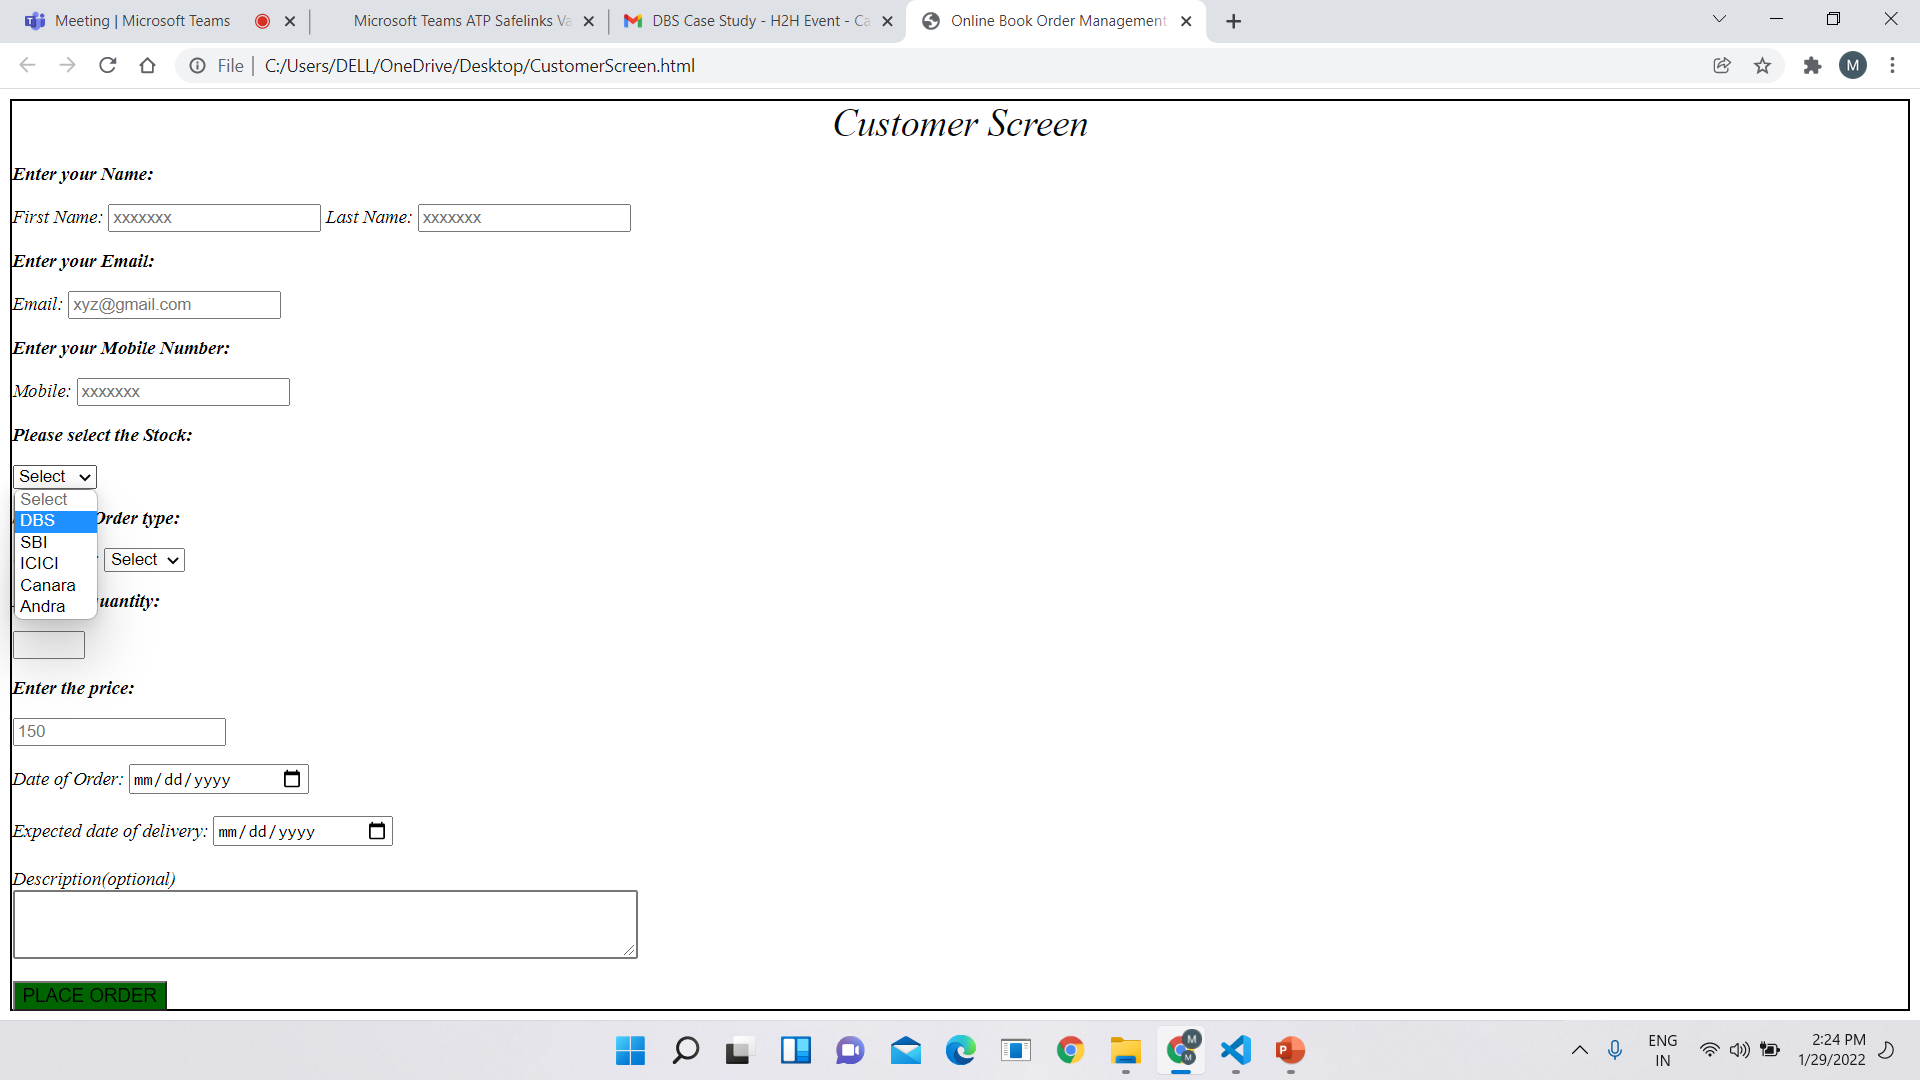 Meeting | Microsoft Teams
Microsoft Teams ATP Safelinks Va
DBS Case Study - H2H Event - Ca
Online Book Order Management
File | C:/Users/DELL/OneDrive/Desktop/CustomerScreen.html
M
Customer Screen
Enter your Name:
First Name: xxxxxxx Last Name: xxxxxxx
Enter your Email:
Email: xyz@gmail.com
Enter your Mobile Number:
Mobile: xxxxxxx
Please select the Stock:
Select
Select
DBS
Order type:
SBI
Select
ICICI
Canara
uantity:
Andra
Enter the price:
150
Date of Order: mm/dd/yyyy
Expected date of delivery: mm/dd/yyyy
Description(optional)
PLACE ORDER
M
M
P
ENG
IN
2:24 PM
1/29/2022